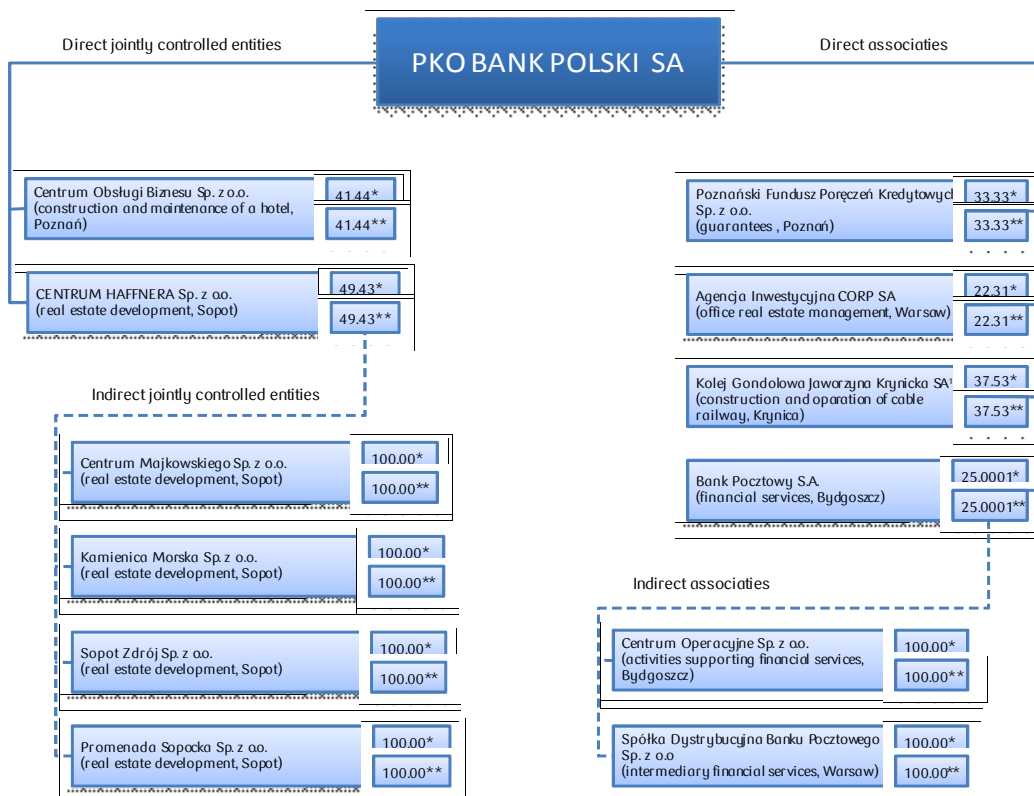 Direct jointly controlled entities
PKO BANK POLSKI SA
Direct associaties
Centrum Obsługi Biznesu Sp. z o.o.
(construction and maintenance of a hotel,
Poznań)
41.44*
41.44**
CENTRUM HAFFNERA Sp. z o.o.
(real estate development, Sopot)
49.43*
49.43**
Indirect jointly controlled entities
Centrum Majkowskiego Sp. z o.o.
(real estate development, Sopot)
100.00*
100.00**
Kamienica Morska Sp. z o.o.
(real estate development, Sopot)
100.00*
100.00**
Sopot Zdrój Sp. z o.o.
(real estate development, Sopot)
100.00*
100.00**
Promenada Sopocka Sp. z o.o.
(real estate development, Sopot)
100.00*
100.00**
Poznański Fundusz Poręczeń Kredytowych
Sp. z o.o.
(guarantees , Poznań)
33.33*
33.33**
Agencja Inwestycyjna CORP SA
(office real estate management, Warsaw)
22.31*
22.31**
Kolej Gondolowa Jaworzyna Krynicka SA
(construction and oparation of cable
railway, Krynica)
37.53*
37.53**
Bank Pocztowy S.A.
(financial services, Bydgoszcz)
25.0001*
25.0001**
Indirect associaties
Centrum Operacyjne Sp. z o.o.
(activities supporting financial services,
Bydgoszcz)
100.00*
100.00**
Spółka Dystrybucyjna Banku Pocztowego
Sp. z o.o
(intermediary financial services, Warsaw)
100.00*
100.00**